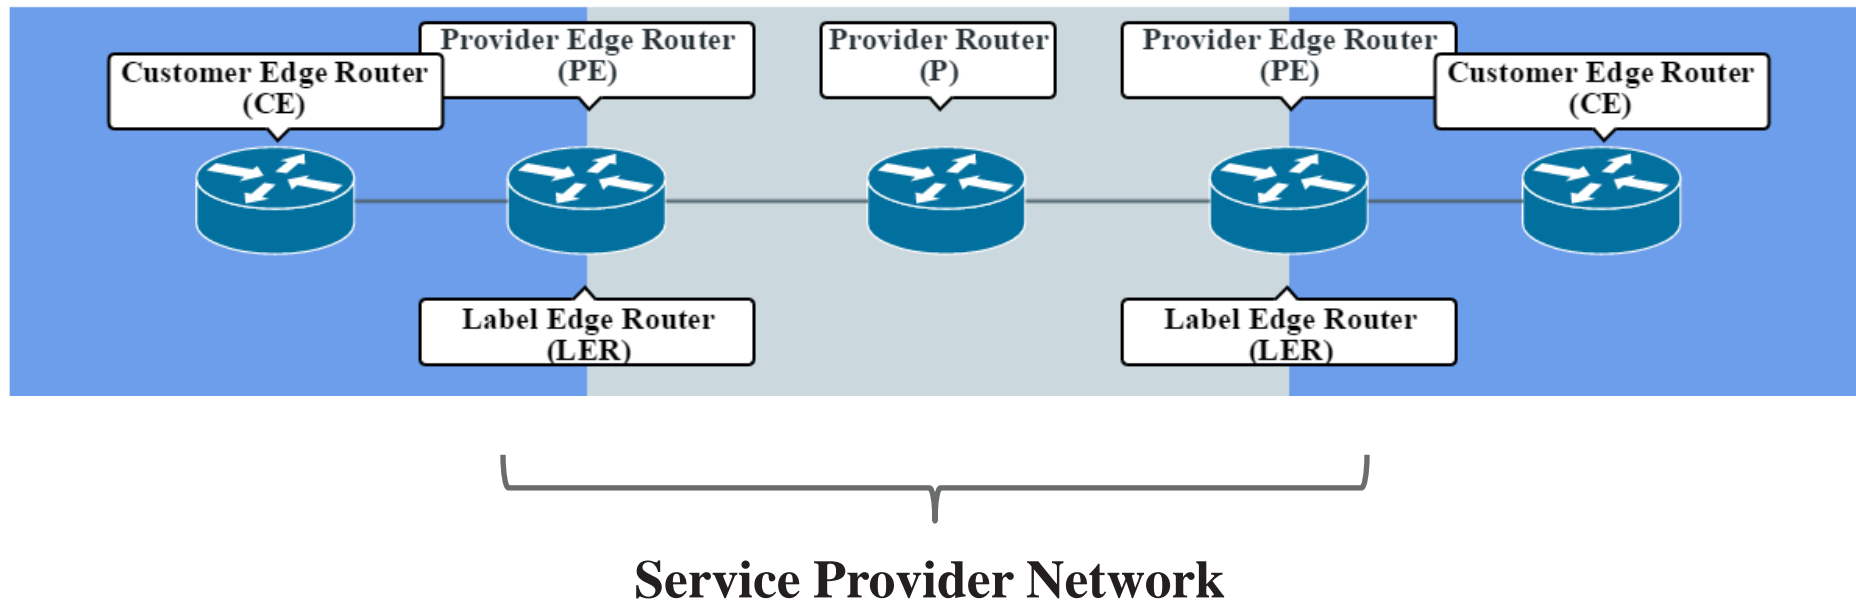 Customer Edge Router
(CE)
Provider Edge Router
(PE)
Provider Router
(P)
Provider Edge Router
(PE)
Customer Edge Router
(CE)
Label Edge Router
(LER)
Label Edge Router
(LER)
Service Provider Network